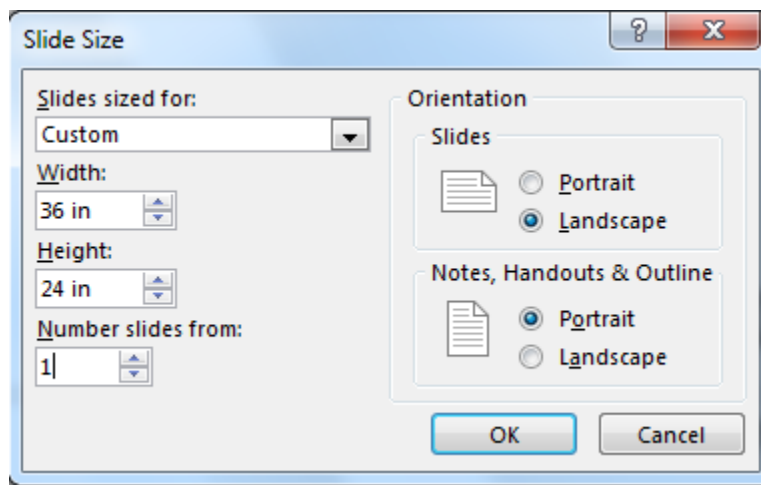 Slide Size
Slides sized for:
Custom
Width:
36 in
Height:
24 in
Number slides from:
1
Orientation
Slides
Portrait
Landscape
Notes, Handouts & Outline
Portrait
Landscape
OK
Cancel